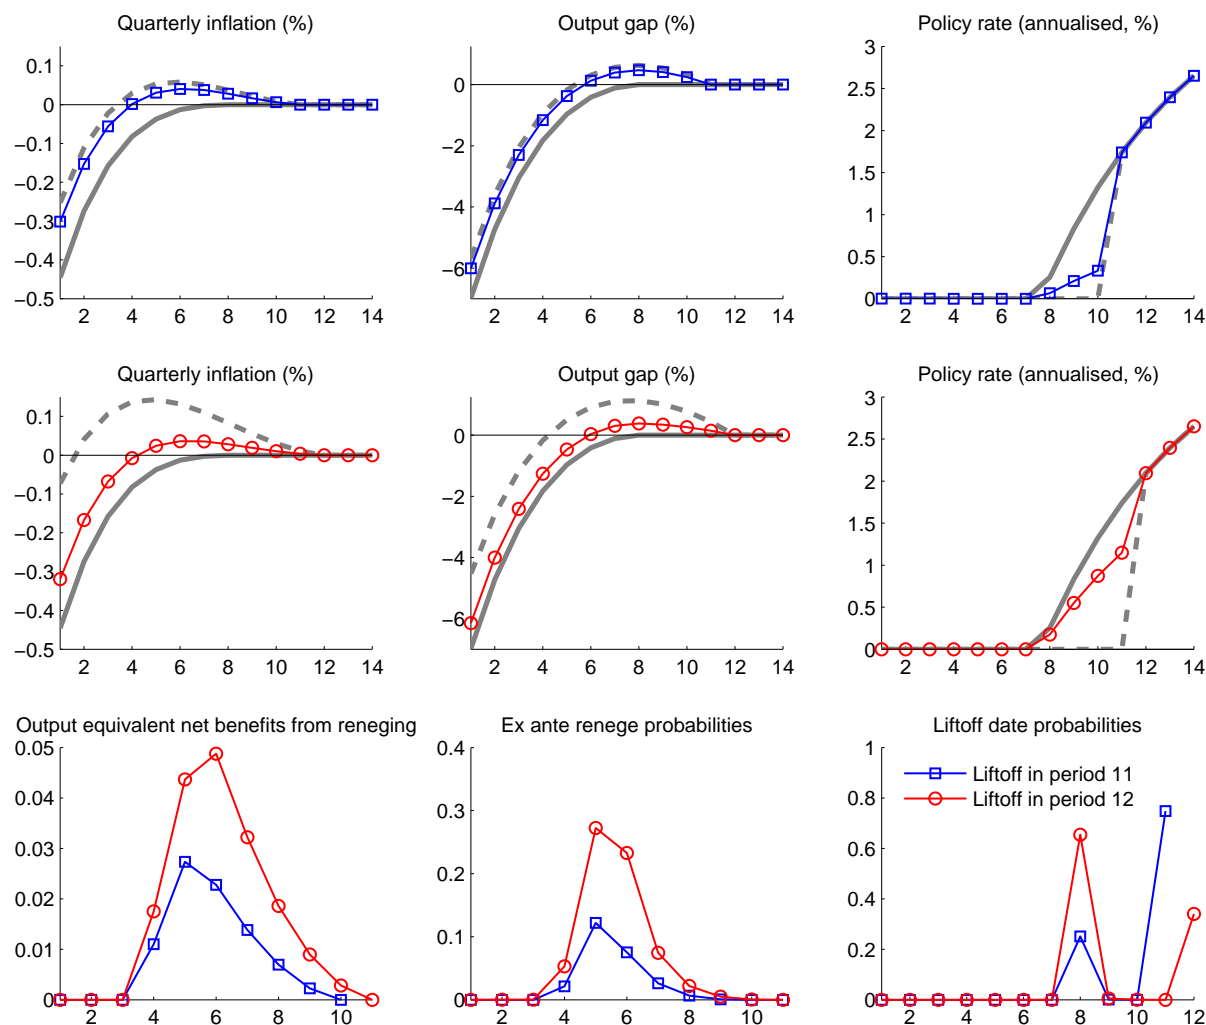 Quarterly inflation (%)
Output gap (%)
Policy rate (annualised, %)
0.1
0
−0.1
−0.2
−0.3
−0.4
−0.5
2 4 6 8 10 12 14
0
−2
−4
−6
2 4 6 8 10 12 14
3
2.5
2
1.5
1
0.5
0
2 4 6 8 10 12 14
Quarterly inflation (%)
Output gap (%)
Policy rate (annualised, %)
0.1
0
−0.1
−0.2
−0.3
−0.4
−0.5
2 4 6 8 10 12 14
0
−2
−4
−6
2 4 6 8 10 12 14
3
2.5
2
1.5
1
0.5
0
2 4 6 8 10 12 14
Output equivalent net benefits from reneging
Ex ante renege probabilities
Liftoff date probabilities
0.05
0.04
0.03
0.02
0.01
0
2 4 6 8 10
0.4
0.3
0.2
0.1
0
2 4 6 8 10
1
0.8
0.6
0.4
0.2
0
2 4 6 8 10 12
Liftoff in period 11
Liftoff in period 12